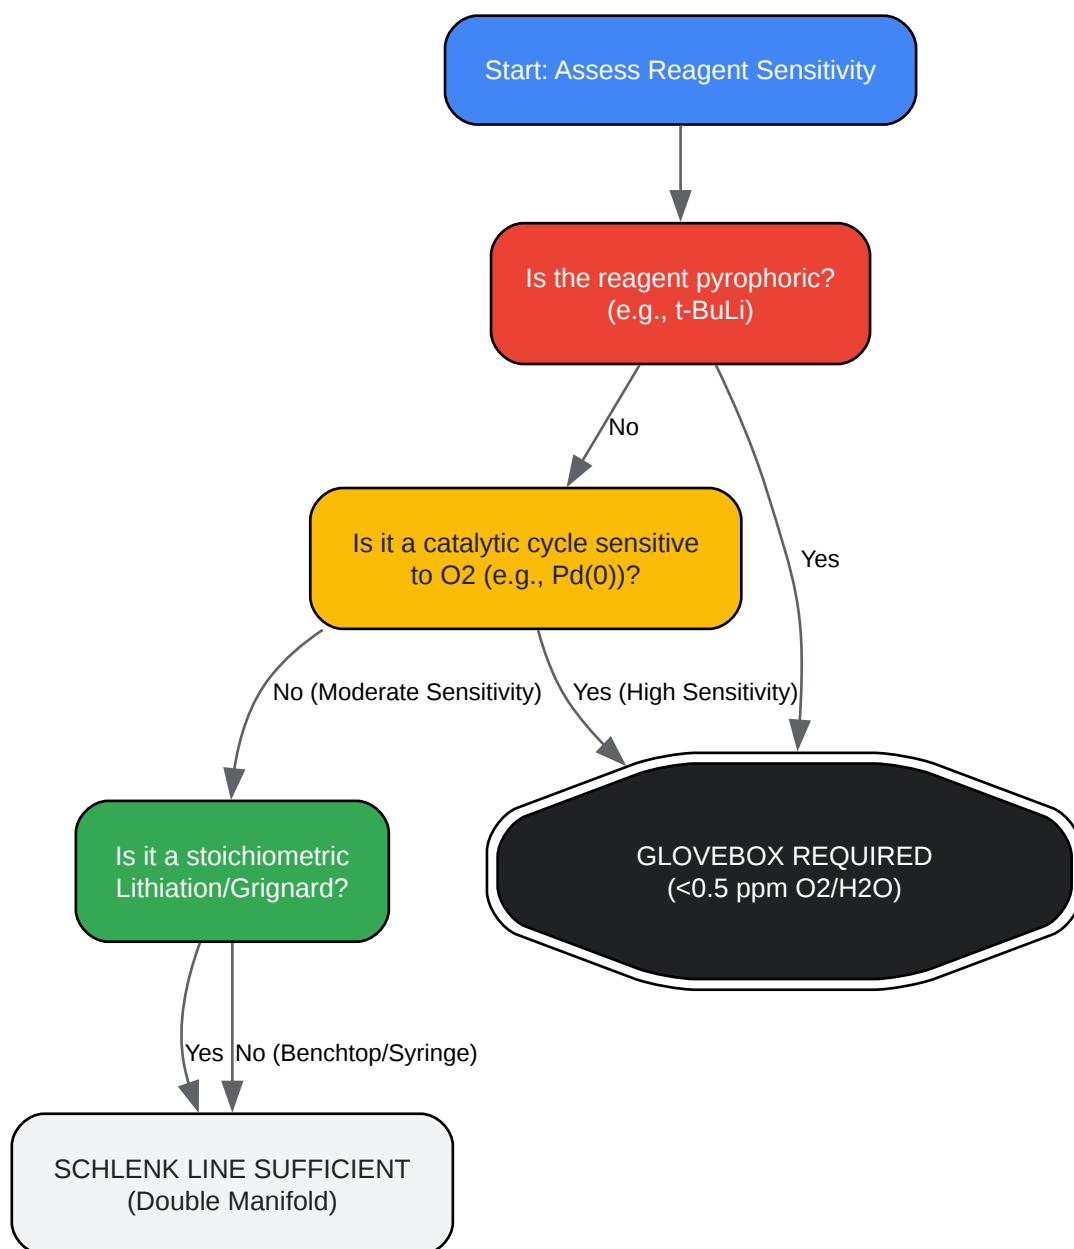 Start: Assess Reagent Sensitivity
Is the reagent pyrophoric?
(e.g., t-BuLi)
No
Yes
Is it a catalytic cycle sensitive
to O2 (e.g., Pd(0))?
No (Moderate Sensitivity)
Yes (High Sensitivity)
Is it a stoichiometric
Lithiation/Grignard?
GLOVEBOX REQUIRED
(<0.5 ppm O2/H2O)
Yes
No (Benchtop/Syringe)
SCHLENK LINE SUFFICIENT
(Double Manifold)